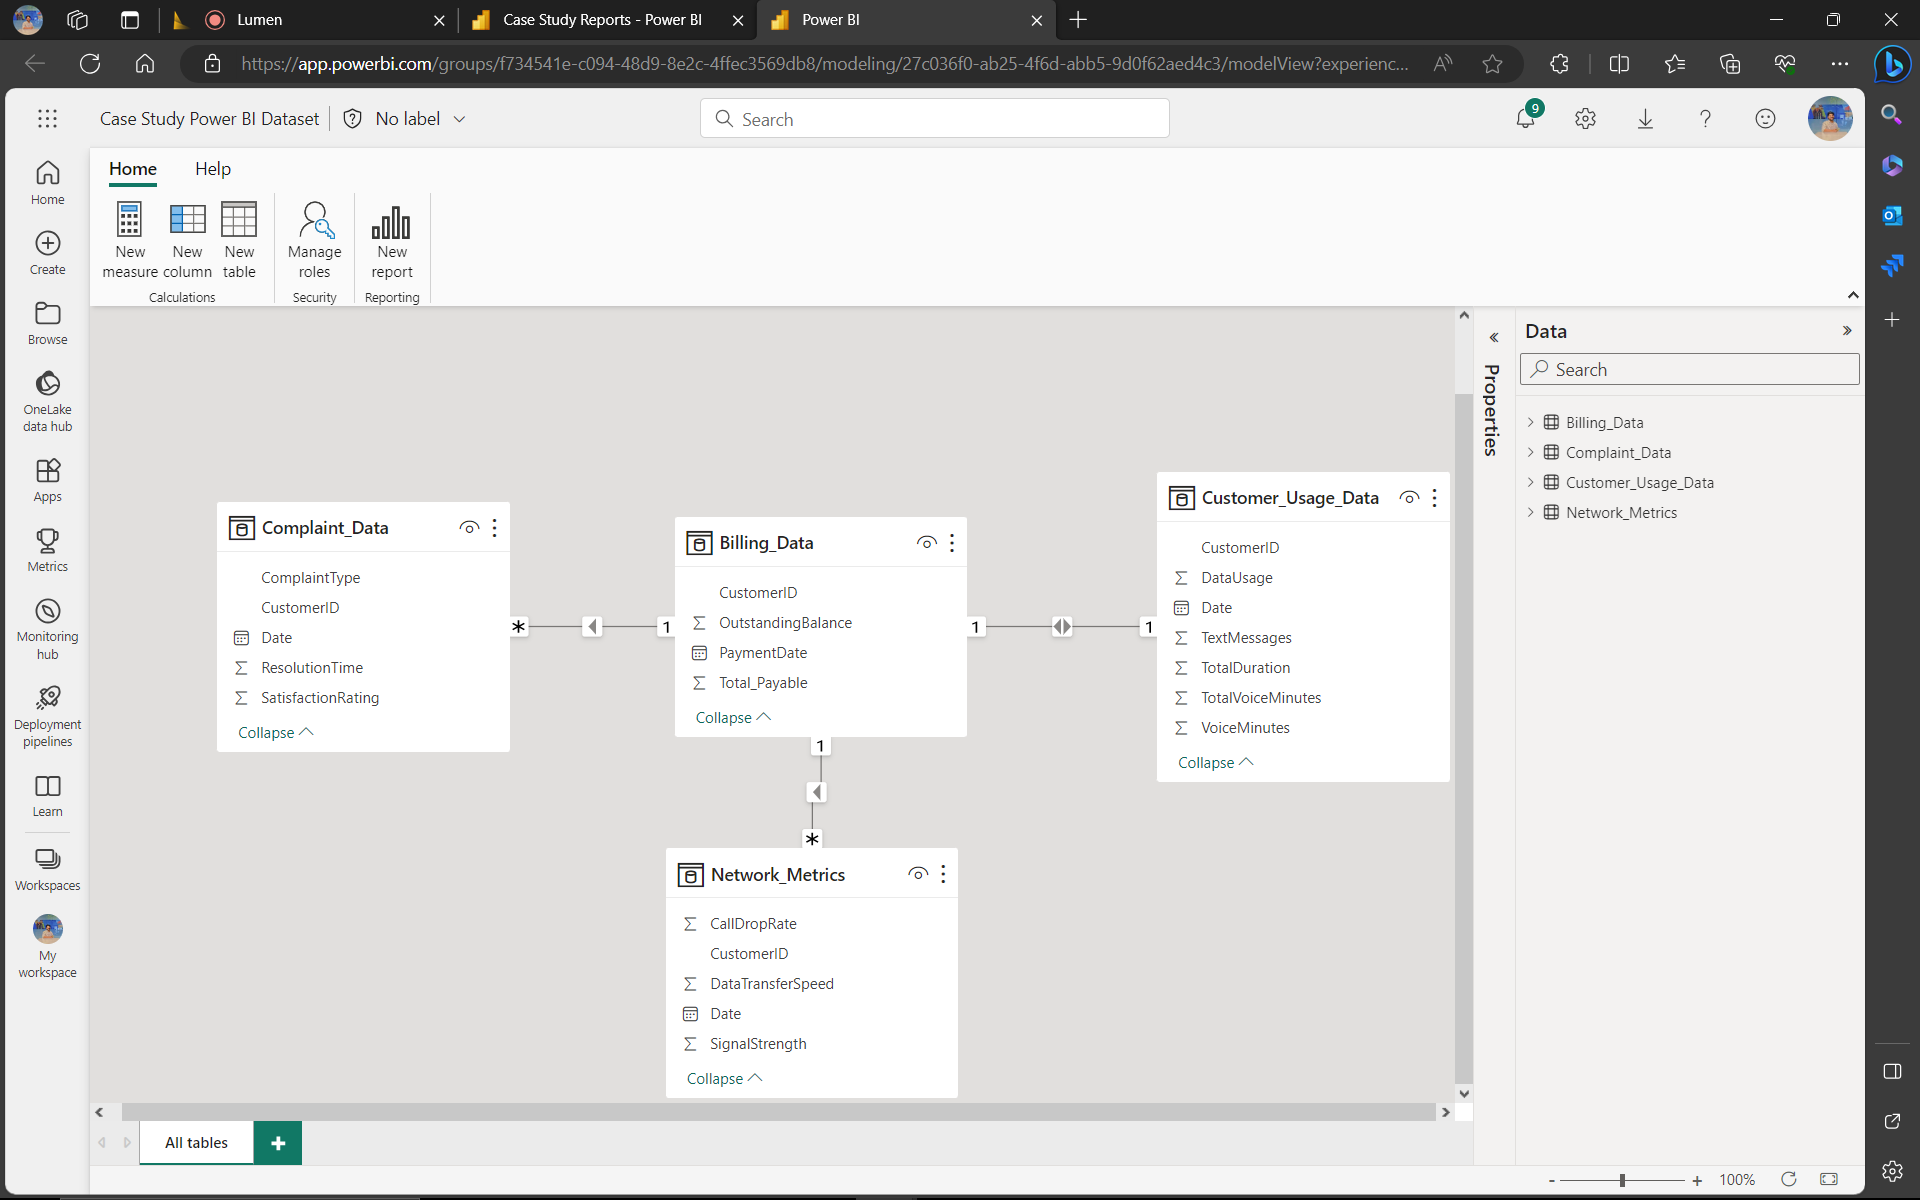 Lumen
Case Study Reports - Power BI
Power BI
https://app.powerbi.com/groups/f734541e-c094-48d9-8e2c-4ffec3569db8/modeling/27c036f0-ab25-4f6d-abb5-9d0f62aed4c3/modelView?experienc...
Case Study Power BI Dataset
No label
Search
9
Home
Help
New measure
New column
New table
Calculations
Manage roles
Security
New report
Reporting
Home
Create
Browse
OneLake
data hub
Apps
Metrics
Monitoring
hub
Deployment
pipelines
Learn
Workspaces
My
workspace
Complaint_Data
ComplaintType
CustomerID
Date
ResolutionTime
SatisfactionRating
Collapse
* 1
Billing_Data
CustomerID
OutstandingBalance
PaymentDate
Total_Payable
Collapse
1 1
Customer_Usage_Data
CustomerID
DataUsage
Date
TextMessages
TotalDuration
TotalVoiceMinutes
VoiceMinutes
Collapse
1
*
Network_Metrics
CallDropRate
CustomerID
DataTransferSpeed
Date
SignalStrength
Collapse
Properties
Data
Search
Billing_Data
Complaint_Data
Customer_Usage_Data
Network_Metrics
All tables
- + 100%